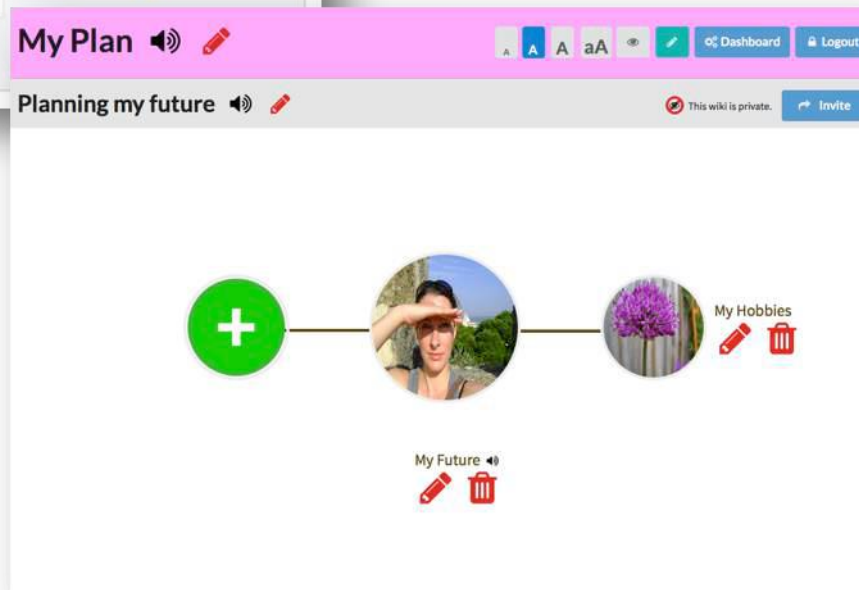 My Plan
A A A aA Dashboard Logout
Planning my future
This wiki is private. Invite
My Hobbies
My Future